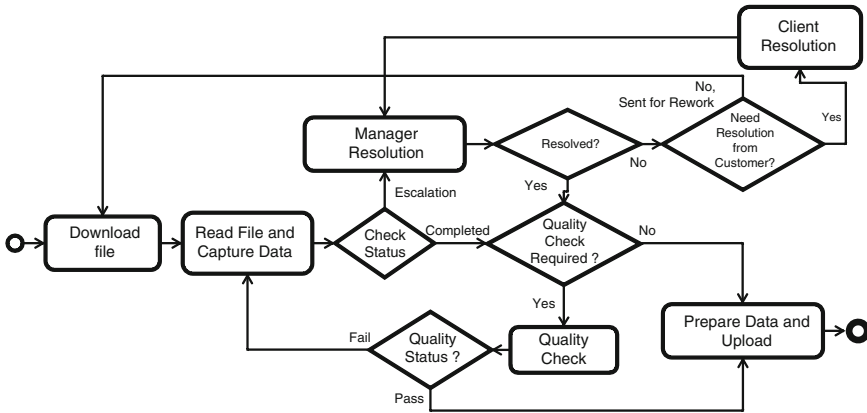 Client
Resolution
No,
Sent for Rework
Manager
Resolution
Resolved?
No
Need
Resolution
from
Customer?
Yes
Escalation
Yes
Download
file
Read File and
Capture Data
Check
Status
Completed
Quality
Check
Required ?
No
Yes
Fail
Quality
Status ?
Quality
Check
Prepare Data and
Upload
Pass